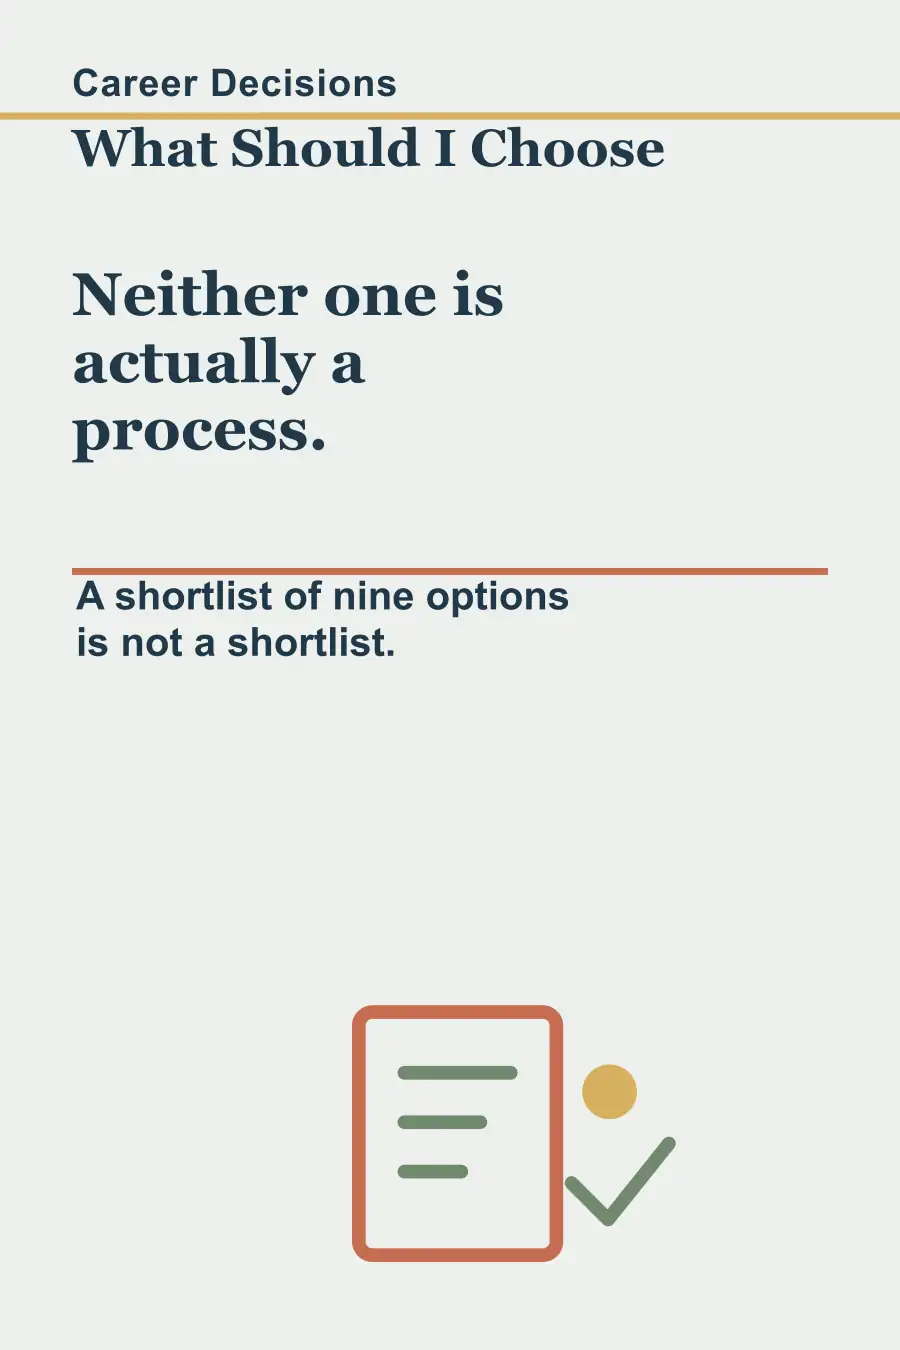 Career Decisions
What Should I Choose
Neither one is
actually a
process.
A shortlist of nine options
is not a shortlist.